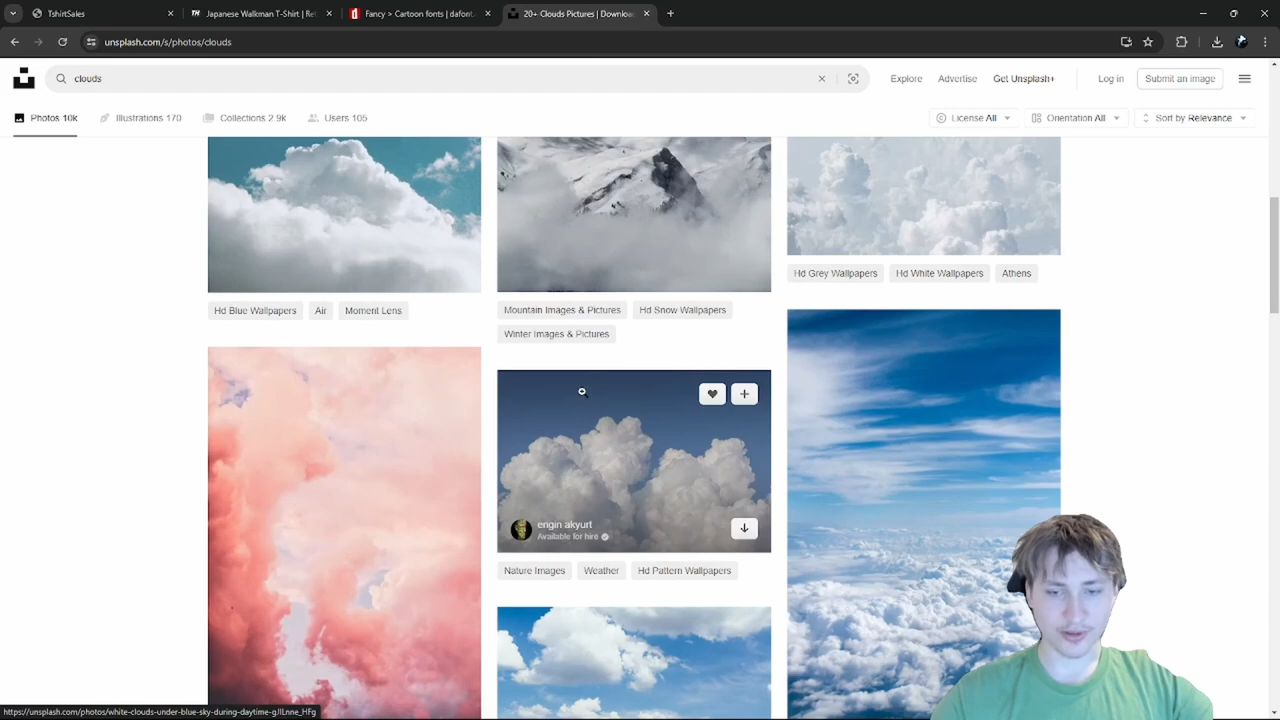 TshirtSales
Japanese Walkman T-Shirt | Ret
Fancy > Cartoon fonts | dafont.
20+ Clouds Pictures | Downloa
unsplash.com/s/photos/clouds
clouds
Explore
Advertise
Get Unsplash+
Log in
Submit an image
Photos 10k
Illustrations 170
Collections 2.9k
Users 105
License All
Orientation All
Sort by Relevance
Hd Blue Wallpapers
Air
Moment Lens
Mountain Images & Pictures
Hd Snow Wallpapers
Winter Images & Pictures
Hd Grey Wallpapers
Hd White Wallpapers
Athens
engin akyurt
Available for hire
Nature Images
Weather
Hd Pattern Wallpapers
https://unsplash.com/photos/white-clouds-under-blue-sky-during-daytime-gJILnne_HFg